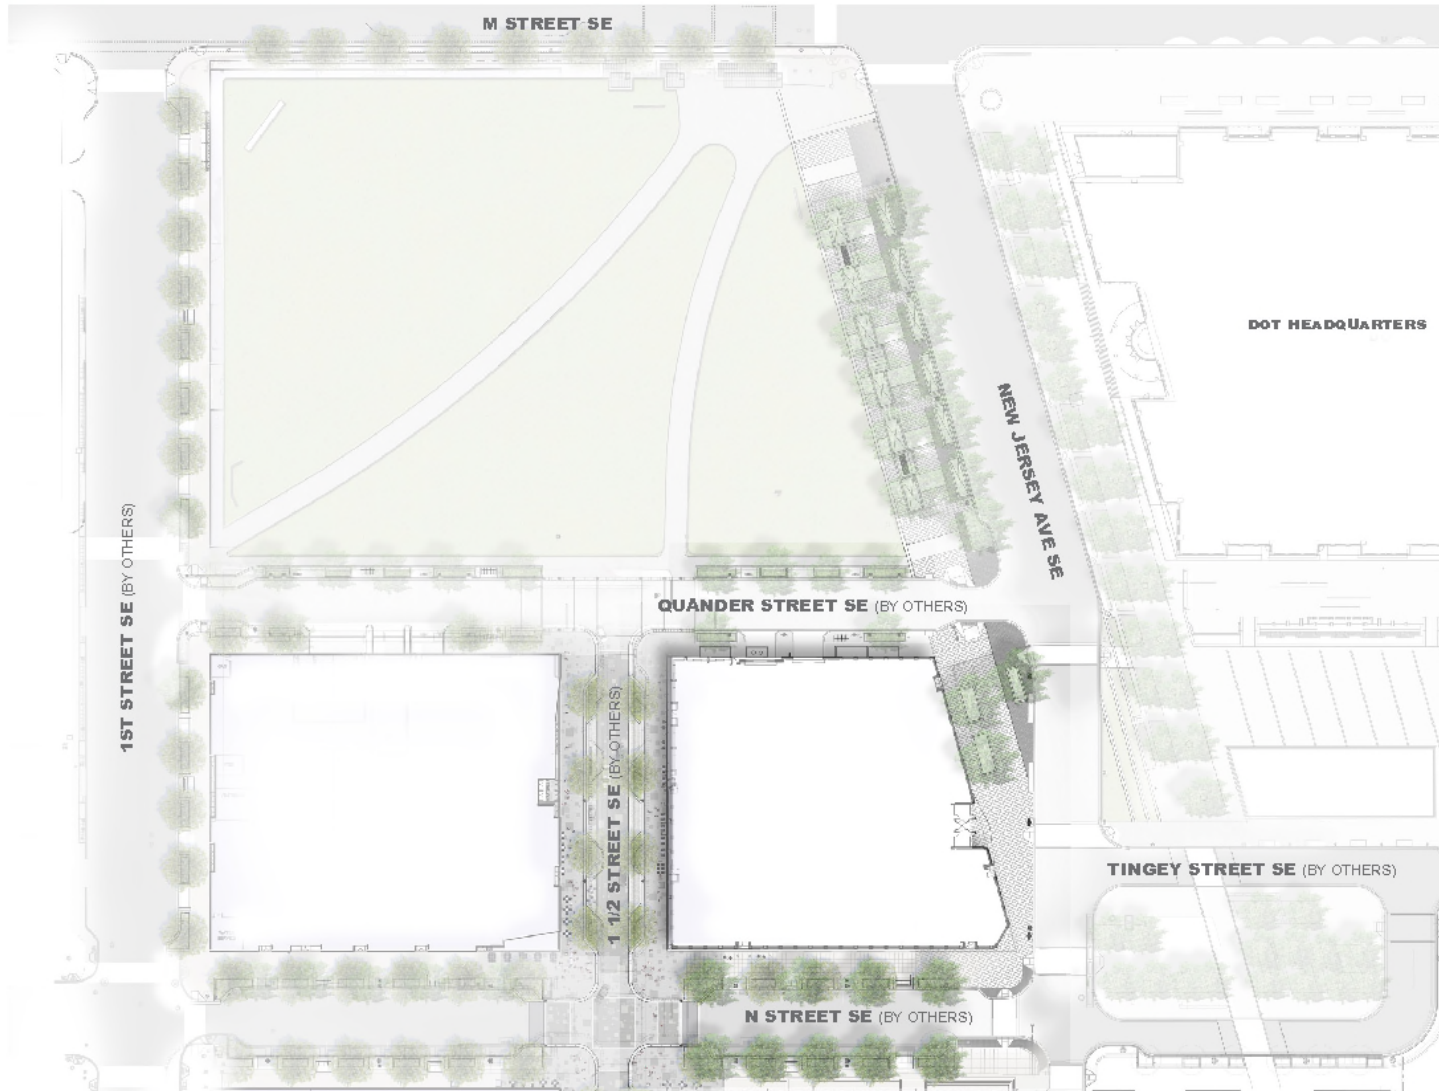 M STREET SE
DOT HEADQUARTERS
NEW JERSEY AVE SE
1ST STREET SE (BY OTHERS)
QUANDER STREET SE (BY OTHERS)
1 1/2 STREET SE (BY OTHERS)
TINGEY STREET SE (BY OTHERS)
N STREET SE (BY OTHERS)